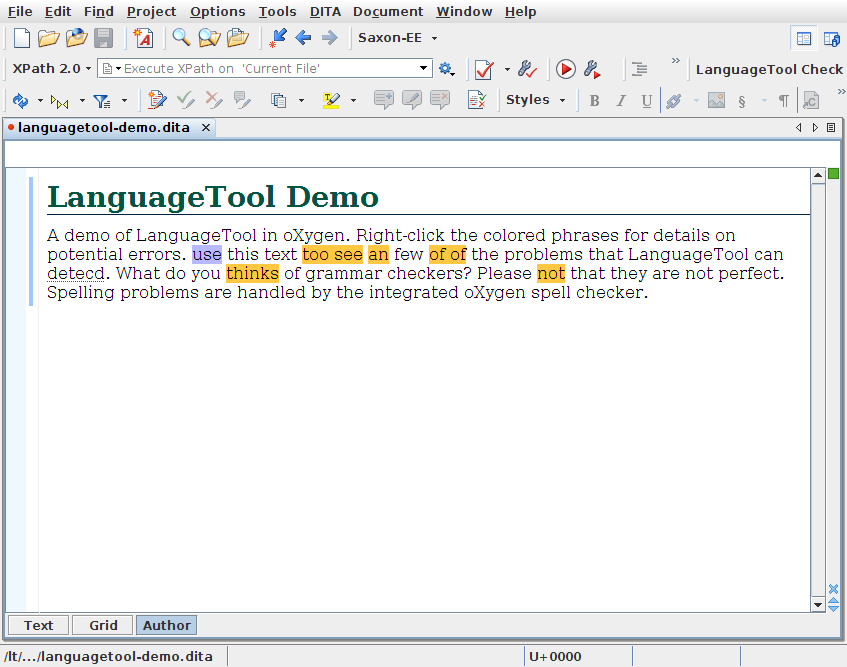 File Edit Find Project Options Tools DITA Document Window Help
Saxon-EE
XPath 2.0 Execute XPath on 'Current File' LanguageTool Check
Styles B I U § ¶
languagetool-demo.dita
LanguageTool Demo
A demo of LanguageTool in oXygen. Right-click the colored phrases for details on
potential errors. use this text too see an few of of the problems that LanguageTool can
detecd. What do you thinks of grammar checkers? Please not that they are not perfect.
Spelling problems are handled by the integrated oXygen spell checker.
Text Grid Author
/lt/.../languagetool-demo.dita U+0000